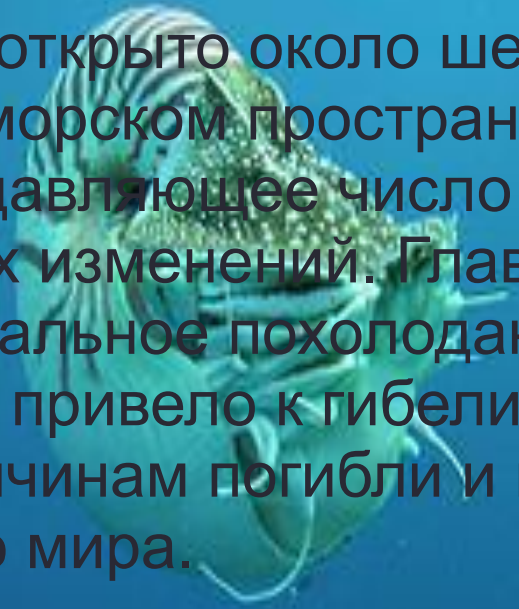 открыто около ше
морском простран
давляющее число
х изменений. Глав
альное похолодан
привело к гибели
чинам погибли и
о мира.